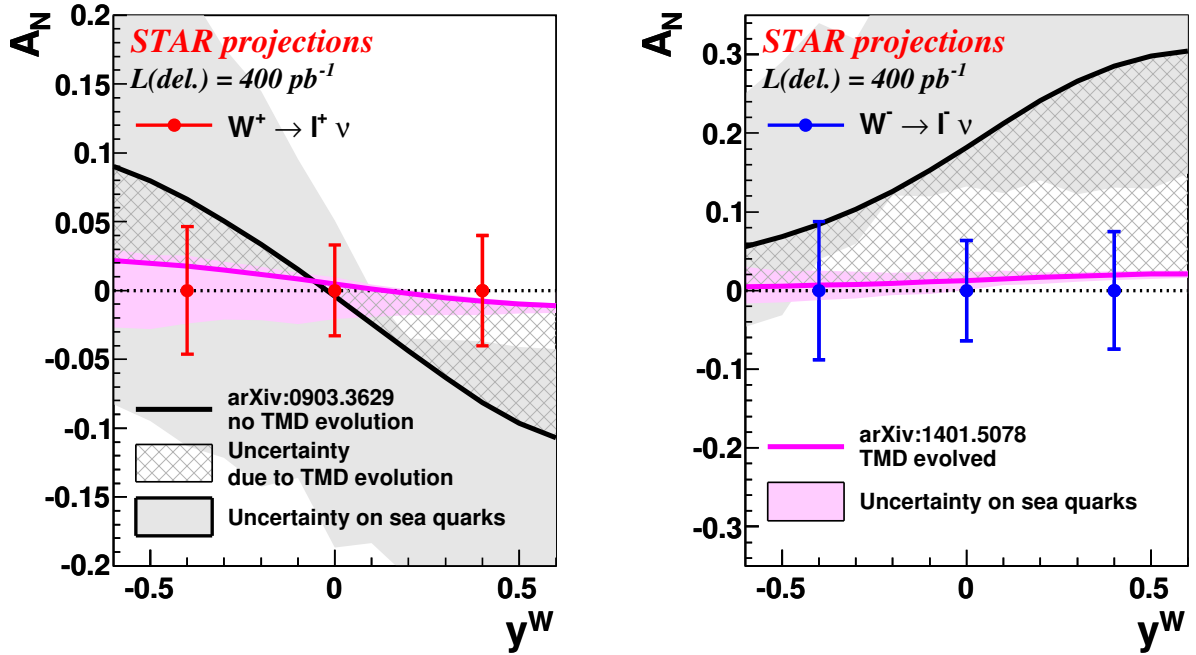 A_N
0.2
0.15
0.1
0.05
0
-0.05
-0.1
-0.15
-0.2
STAR projections
L(del.) = 400 pb⁻¹
W⁺ → l⁺ ν
arXiv:0903.3629
no TMD evolution
Uncertainty
due to TMD evolution
Uncertainty on sea quarks
-0.5
0
0.5
y^W
A_N
0.3
0.2
0.1
0
-0.1
-0.2
-0.3
STAR projections
L(del.) = 400 pb⁻¹
W⁻ → l⁻ ν
arXiv:1401.5078
TMD evolved
Uncertainty on sea quarks
-0.5
0
0.5
y^W